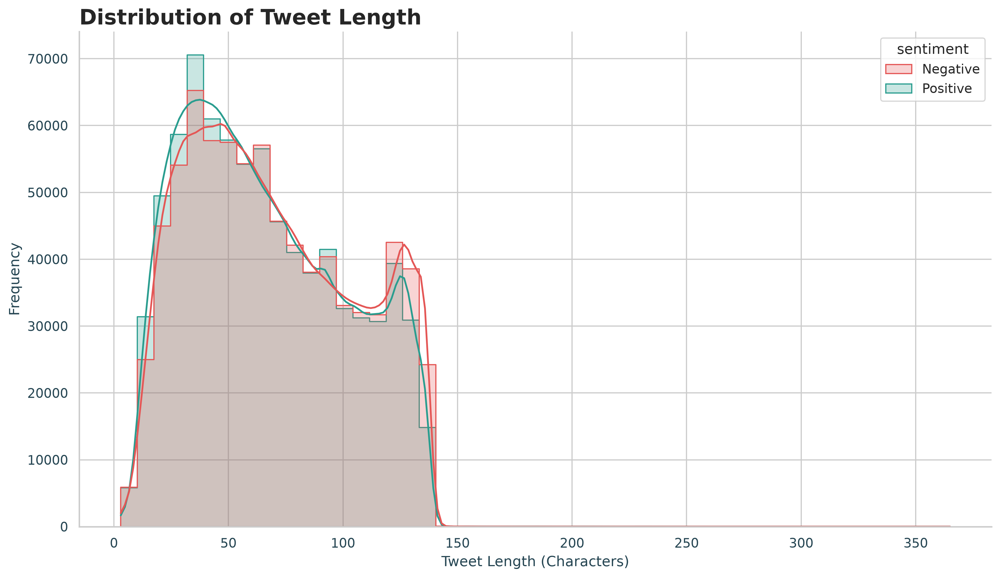 Distribution of Tweet Length
sentiment
Negative
Positive
70000
60000
50000
40000
30000
20000
10000
0
Frequency
0 50 100 150 200 250 300 350
Tweet Length (Characters)